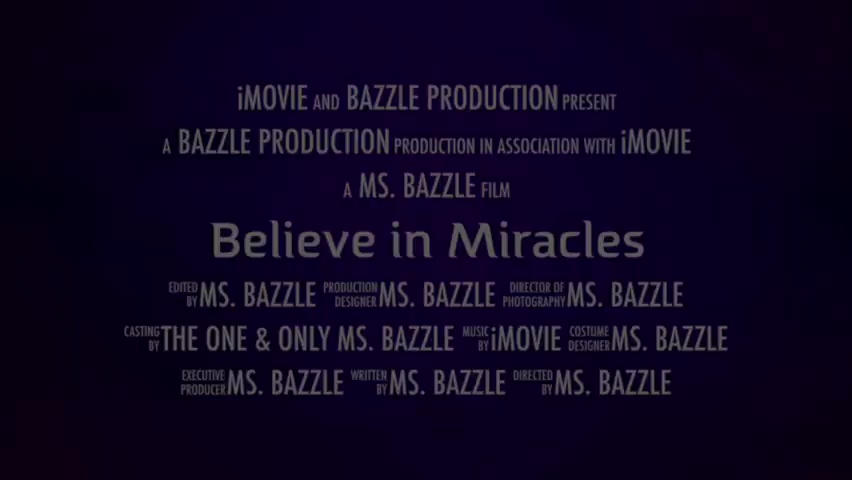 iMOVIE AND BAZZLE PRODUCTION PRESENT
A BAZZLE PRODUCTION PRODUCTION IN ASSOCIATION WITH iMOVIE
A MS. BAZZLE FILM
Believe in Miracles
EDITED BY MS. BAZZLE PRODUCTION DESIGNER MS. BAZZLE DIRECTOR OF PHOTOGRAPHY MS. BAZZLE
CASTING BY THE ONE & ONLY MS. BAZZLE MUSIC BY iMOVIE COSTUME DESIGNER MS. BAZZLE
EXECUTIVE PRODUCER MS. BAZZLE WRITTEN BY MS. BAZZLE DIRECTED BY MS. BAZZLE